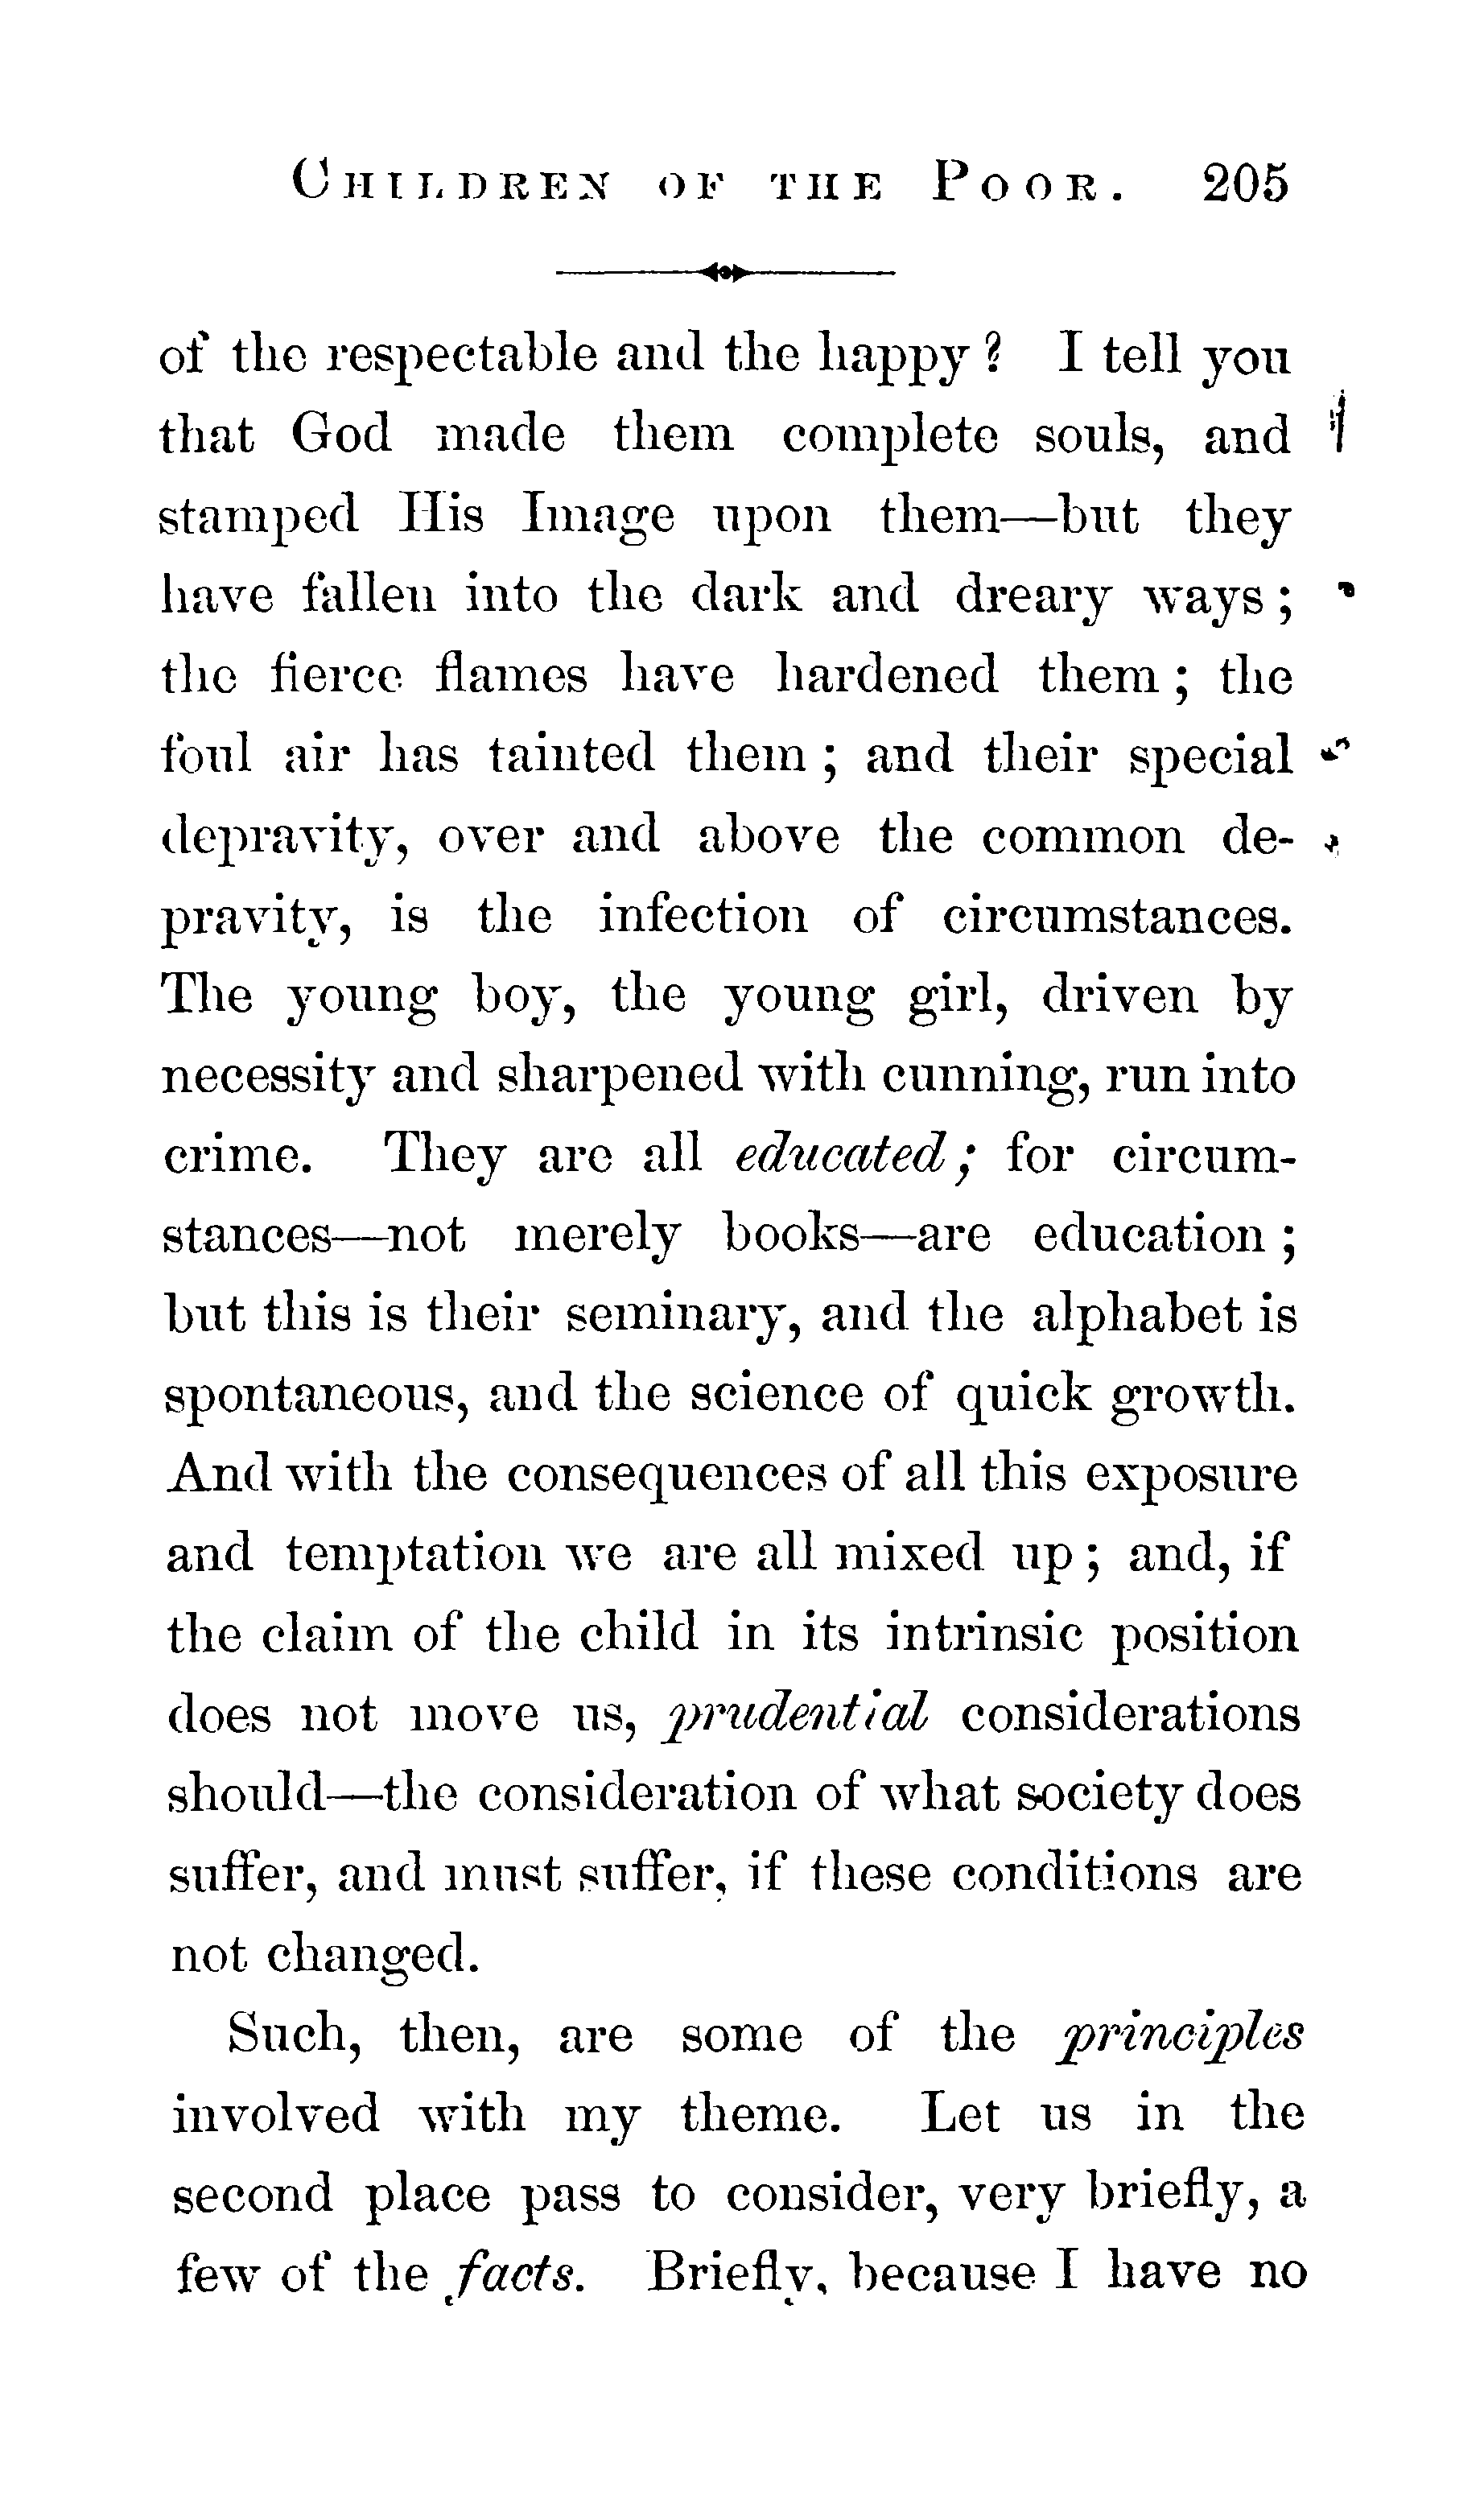 CHILDREN OF THE POOR. 205
of the respectable and the happy? I tell you
that God made them complete souls, and
stamped His Image upon them—but they
have fallen into the dark and dreary ways;
the fierce flames have hardened them; the
foul air has tainted them; and their special
depravity, over and above the common de-
pravity, is the infection of circumstances.
The young boy, the young girl, driven by
necessity and sharpened with cunning, run into
crime. They are all educated; for circum-
stances—not merely books—are education;
but this is their seminary, and the alphabet is
spontaneous, and the science of quick growth.
And with the consequences of all this exposure
and temptation we are all mixed up; and, if
the claim of the child in its intrinsic position
does not move us, prudential considerations
should—the consideration of what society does
suffer, and must suffer, if these conditions are
not changed.
Such, then, are some of the principles
involved with my theme. Let us in the
second place pass to consider, very briefly, a
few of the facts. Briefly, because I have no